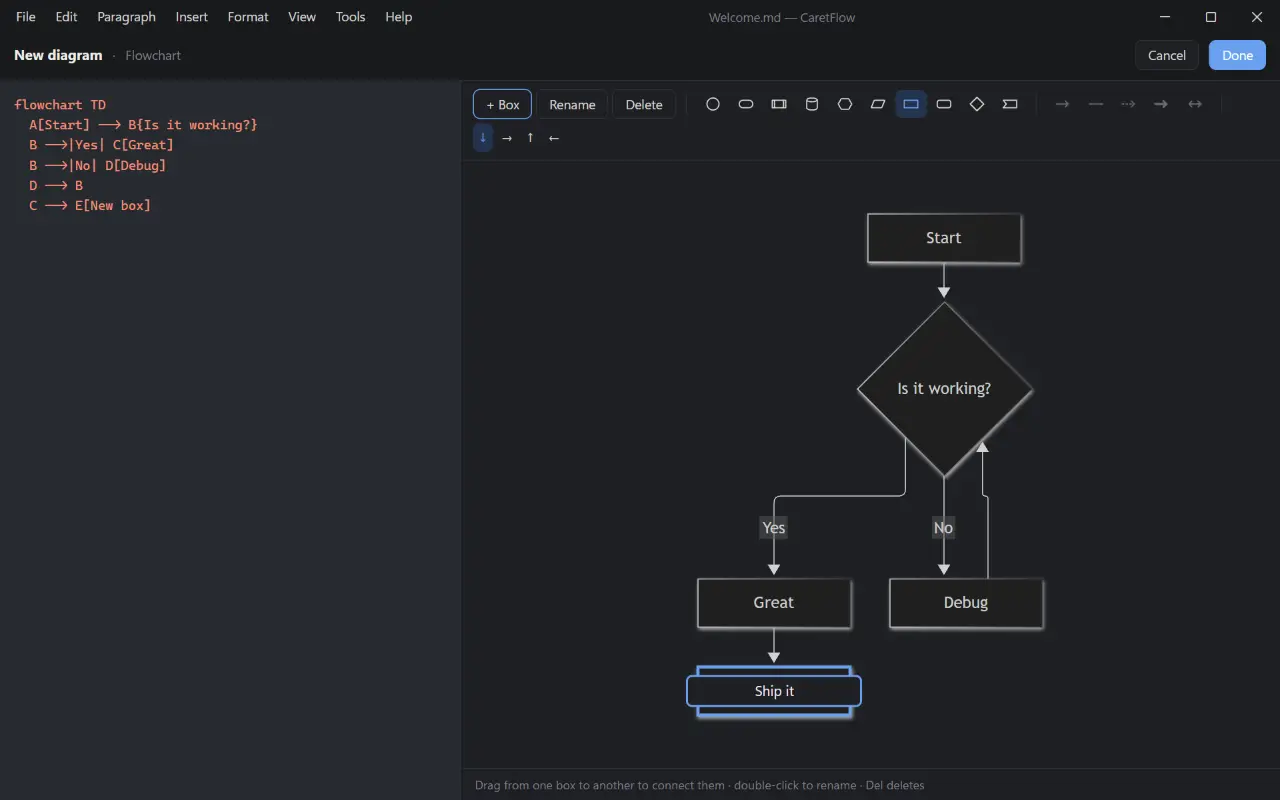 File Edit Paragraph Insert Format View Tools Help
Welcome.md — CaretFlow
New diagram · Flowchart
Cancel Done
flowchart TD
A[Start] --> B{Is it working?}
B -->|Yes| C[Great]
B -->|No| D[Debug]
D --> B
C --> E[New box]
+ Box Rename Delete
↓ → ↑ ←
Start
Is it working?
Yes No
Great Debug
Ship it
Drag from one box to another to connect them · double-click to rename · Del deletes